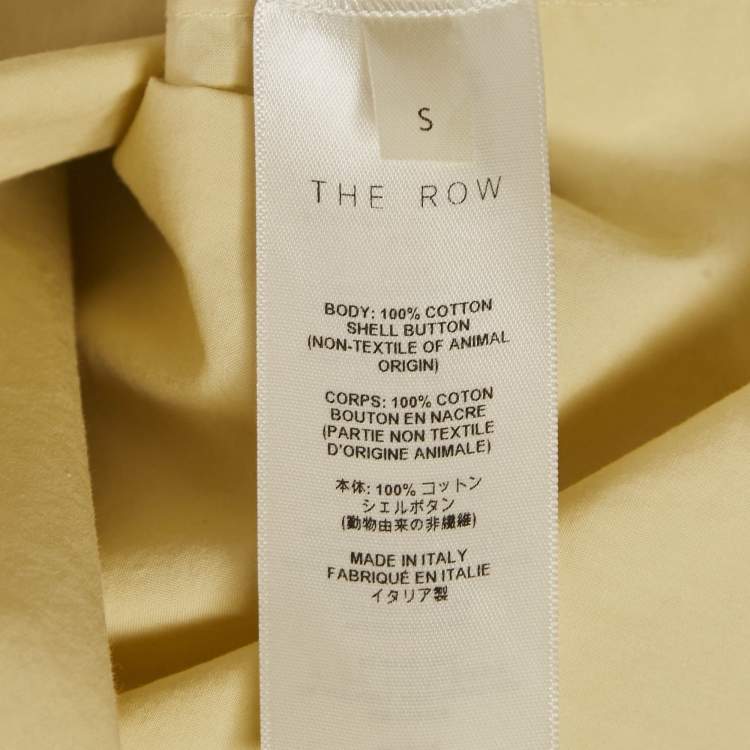 S
THE ROW
BODY: 100% COTTON
SHELL BUTTON
(NON-TEXTILE OF ANIMAL
ORIGIN)
CORPS: 100% COTON
BOUTON EN NACRE
(PARTIE NON TEXTILE
D'ORIGINE ANIMALE)
本体: 100% コットン
シェルボタン
(動物由来の非繊維)
MADE IN ITALY
FABRIQUÉ EN ITALIE
イタリア製